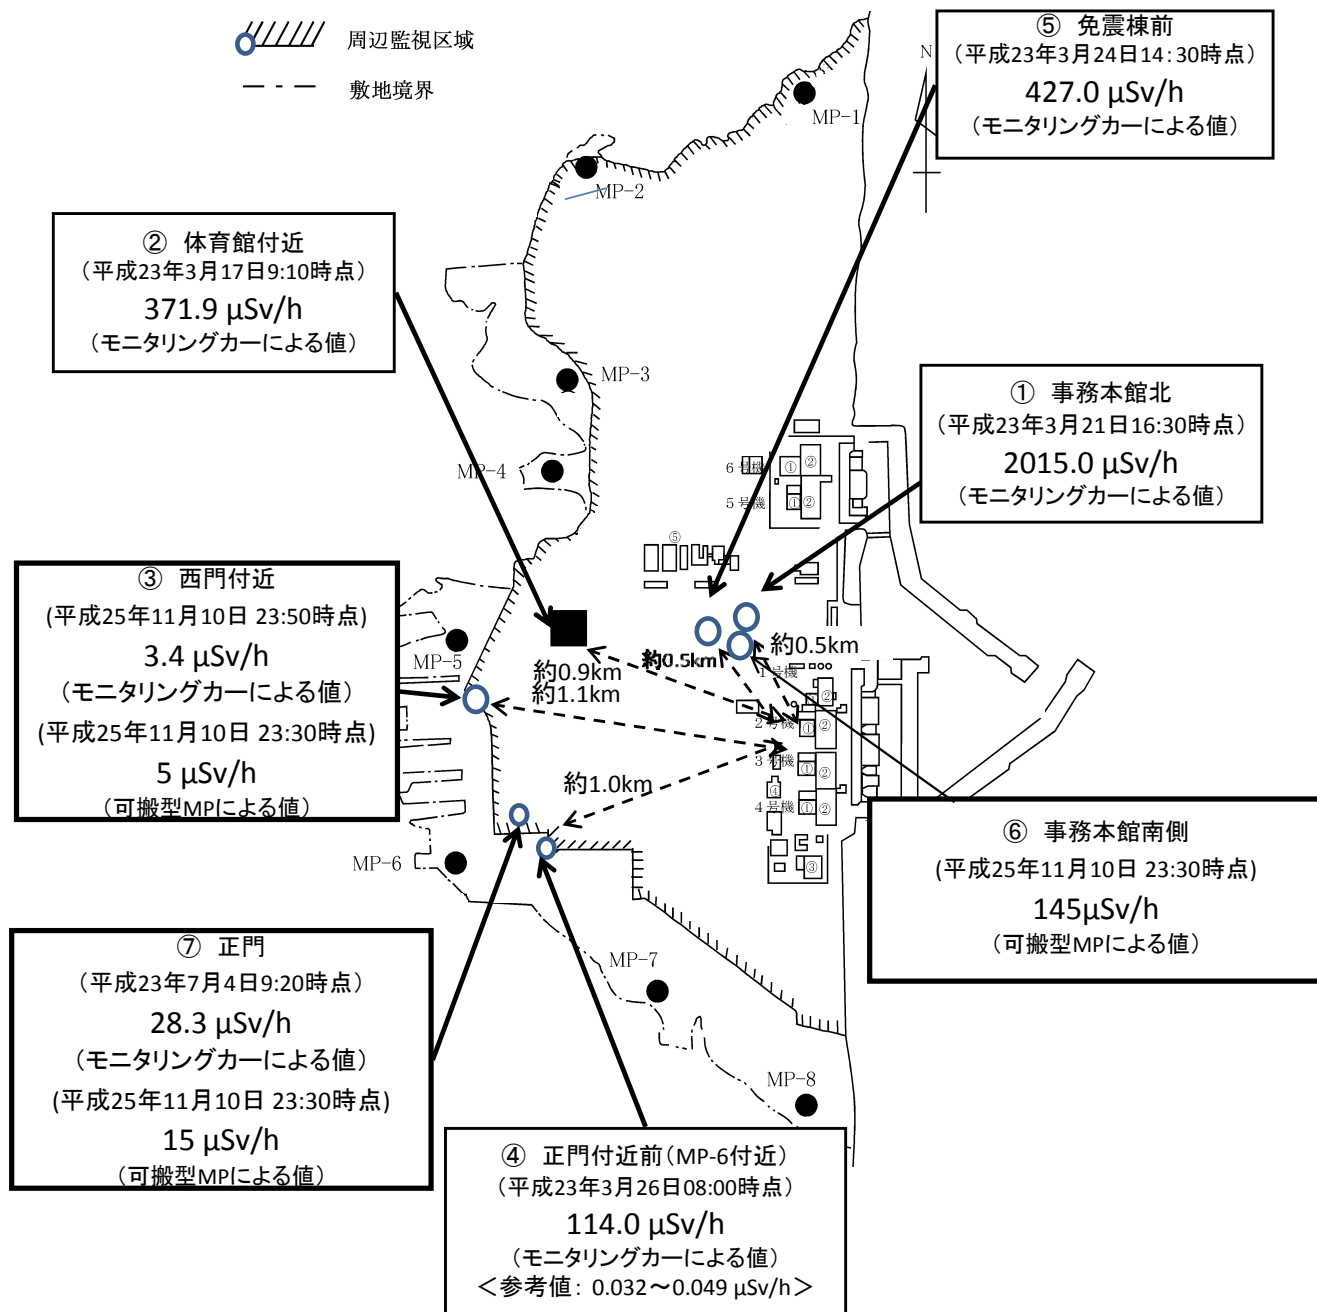 周辺監視区域
敷地境界
⑤ 免震棟前
(平成23年3月24日14:30時点)
427.0 μSv/h
(モニタリングカーによる値)
N
MP-1
MP-2
② 体育館付近
(平成23年3月17日9:10時点)
371.9 μSv/h
(モニタリングカーによる値)
MP-3
① 事務本館北
(平成23年3月21日16:30時点)
2015.0 μSv/h
(モニタリングカーによる値)
MP-4
6号機
① ②
5号機
① ②
⑤
③ 西門付近
(平成25年11月10日 23:50時点)
3.4 μSv/h
(モニタリングカーによる値)
(平成25年11月10日 23:30時点)
5 μSv/h
(可搬型MPによる値)
MP-5
約0.9km
約1.1km
約0.5km
約0.5km
1号機
②
2号機
① ②
3号機
① ②
④
4号機
① ②
③
約1.0km
MP-6
⑥ 事務本館南側
(平成25年11月10日 23:30時点)
145μSv/h
(可搬型MPによる値)
⑦ 正門
(平成23年7月4日9:20時点)
28.3 μSv/h
(モニタリングカーによる値)
(平成25年11月10日 23:30時点)
15 μSv/h
(可搬型MPによる値)
MP-7
MP-8
④ 正門付近前(MP-6付近)
(平成23年3月26日08:00時点)
114.0 μSv/h
(モニタリングカーによる値)
<参考値: 0.032～0.049 μSv/h>